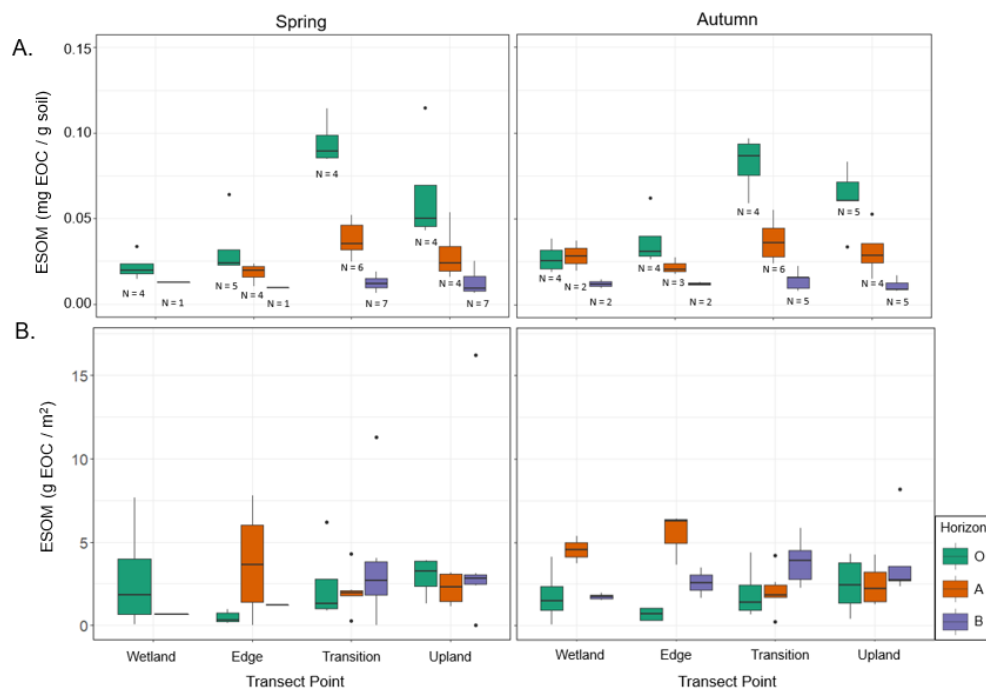 Spring
Autumn
A.
ESOM (mg EOC / g soil)
0.15
0.10
0.05
0.00
N = 4
N = 1
N = 5
N = 4
N = 1
N = 4
N = 6
N = 7
N = 4
N = 4
N = 7
N = 4
N = 2
N = 2
N = 4
N = 3
N = 2
N = 4
N = 6
N = 5
N = 5
N = 4
N = 5
B.
ESOM (g EOC / m²)
15
10
5
0
Wetland Edge Transition Upland
Transect Point
Wetland Edge Transition Upland
Transect Point
Horizon
O
A
B